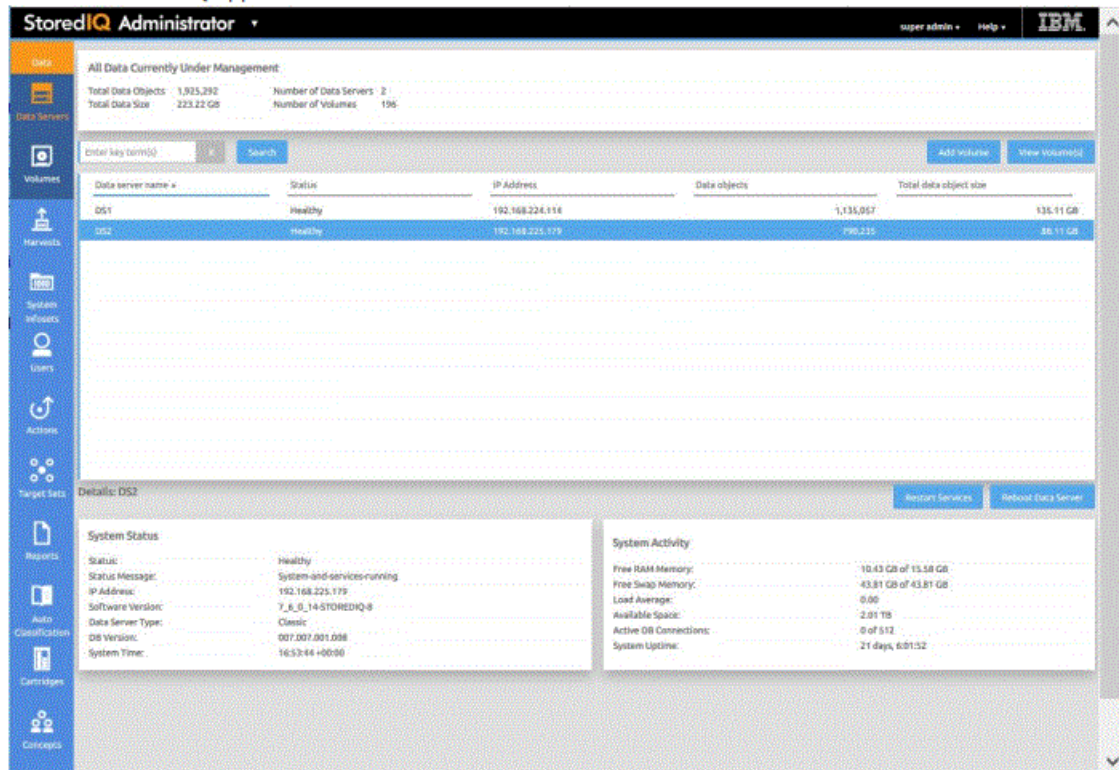 StoredIQ Administrator
super admin
Help
IBM.
Data
Data Servers
Volumes
Harvests
System
Infosets
Users
Actions
Target Sets
Reports
Auto
Classification
Cartridges
Concepts
All Data Currently Under Management
Total Data Objects 1,925,292 Number of Data Servers 2
Total Data Size 223.22 GB Number of Volumes 196
Enter key term(s) Search Add Volume View Volume(s)
Data server name Status IP Address Data objects Total data object size
DS1 Healthy 192.168.224.114 1,135,057 135.11 GB
DS2 Healthy 192.168.225.179 790,235 88.11 GB
Details: DS2 Restart Services Reboot Data Server
System Status
Status: Healthy
Status Message: System-and-services-running
IP Address: 192.168.225.179
Software Version: 7_6_0_14-STOREDIQ-8
Data Server Type: Classic
DB Version: 007.007.001.008
System Time: 16:53:44 +00:00
System Activity
Free RAM Memory: 10.43 GB of 15.58 GB
Free Swap Memory: 43.81 GB of 43.81 GB
Load Average: 0.00
Available Space: 2.01 TB
Active DB Connections: 0 of 512
System Uptime: 21 days, 6:01:52